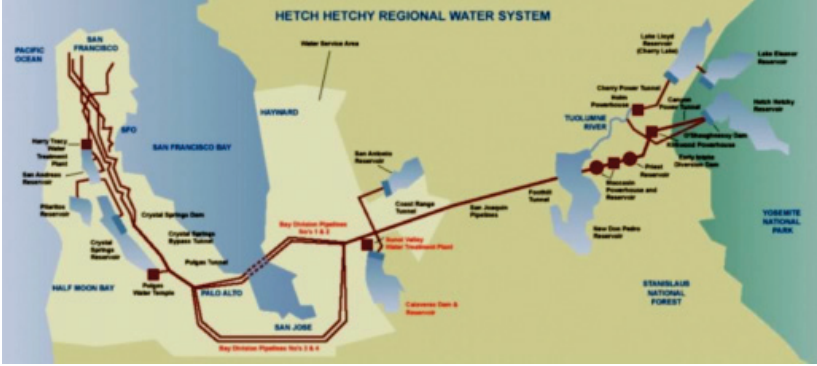 HETCH HETCHY REGIONAL WATER SYSTEM
PACIFIC
OCEAN
SAN
FRANCISCO
Water Service Area
Lake Lloyd
Reservoir
(Cherry Lake)
Lake Eleanor
Reservoir
HAYWARD
Cherry Power Tunnel
Holm
Powerhouse
Canyon
Power Tunnel
Hetch Hetchy
Reservoir
TUOLUMNE
RIVER
O'Shaughnessy Dam
Kirkwood Powerhouse
Early Intake
Diversion Dam
SFO
SAN FRANCISCO BAY
Harry Tracy
Water
Treatment
Plant
San Andreas
Reservoir
San Antonio
Reservoir
Priest
Reservoir
Moccasin
Powerhouse and
Reservoir
Pilarcitos
Reservoir
Crystal Springs Dam
Crystal Springs
Bypass Tunnel
Coast Range
Tunnel
San Joaquin
Pipelines
Foothill
Tunnel
YOSEMITE
NATIONAL
PARK
Bay Division Pipelines
No's 1 & 2
Sunol Valley
Water Treatment Plant
New Don Pedro
Reservoir
Crystal
Springs
Reservoir
Pulgas Tunnel
HALF MOON BAY
Pulgas
Water Temple
PALO ALTO
Calaveras Dam &
Reservoir
STANISLAUS
NATIONAL
FOREST
SAN JOSE
Bay Division Pipelines No's 3 & 4